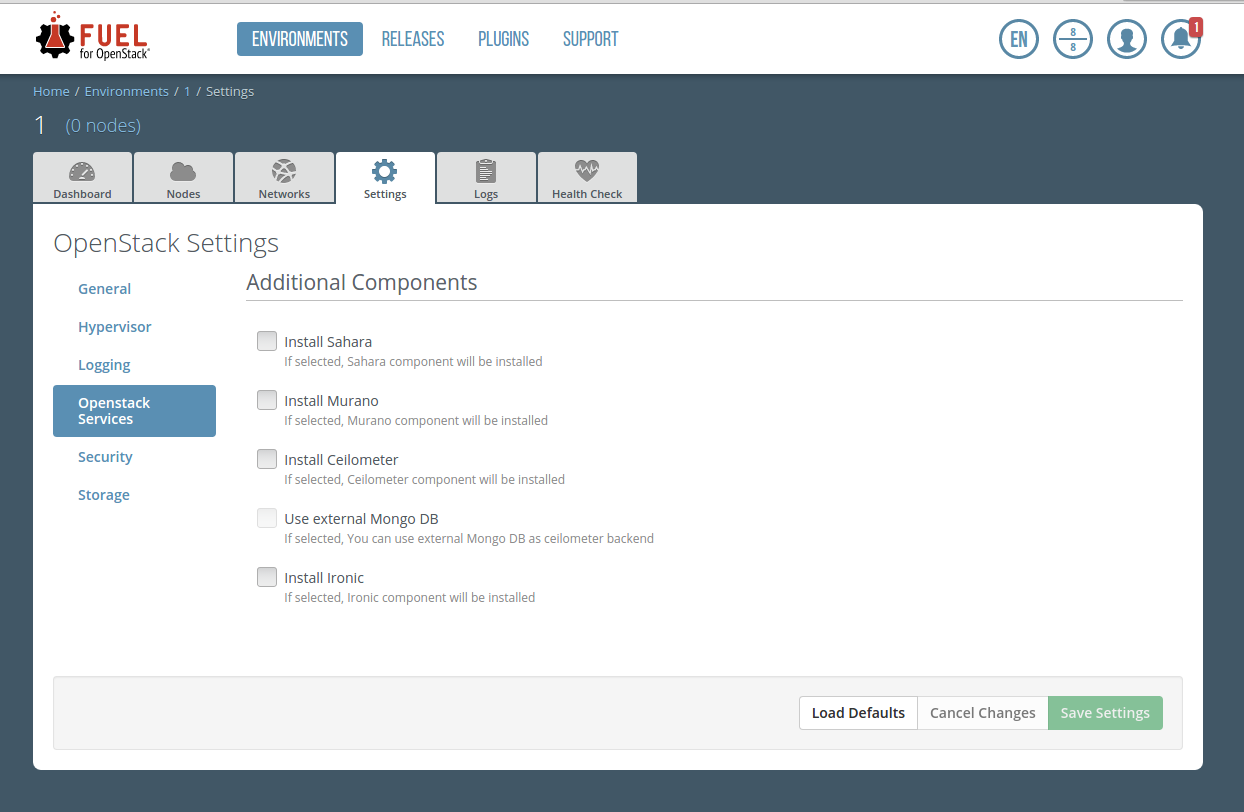 FUEL
for OpenStack
ENVIRONMENTS RELEASES PLUGINS SUPPORT EN 8 8 1
Home / Environments / 1 / Settings
1 (0 nodes)
Dashboard Nodes Networks Settings Logs Health Check
OpenStack Settings
General
Hypervisor
Logging
Openstack
Services
Security
Storage
Additional Components
Install Sahara
If selected, Sahara component will be installed
Install Murano
If selected, Murano component will be installed
Install Ceilometer
If selected, Ceilometer component will be installed
Use external Mongo DB
If selected, You can use external Mongo DB as ceilometer backend
Install Ironic
If selected, Ironic component will be installed
Load Defaults Cancel Changes Save Settings